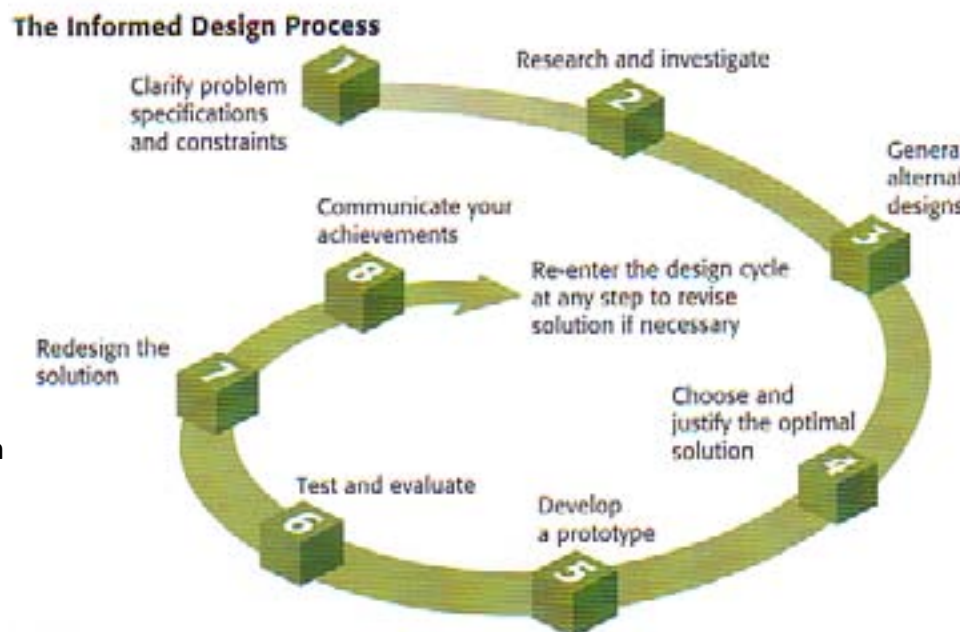 The Informed Design Process
1
Clarify problem
specifications
and constraints
2
Research and investigate
3
designs
4
Choose and
justify the optimal
solution
5
Develop
a prototype
6
Test and evaluate
7
Redesign the
solution
8
Communicate your
achievements
Re-enter the design cycle
at any step to revise
solution if necessary